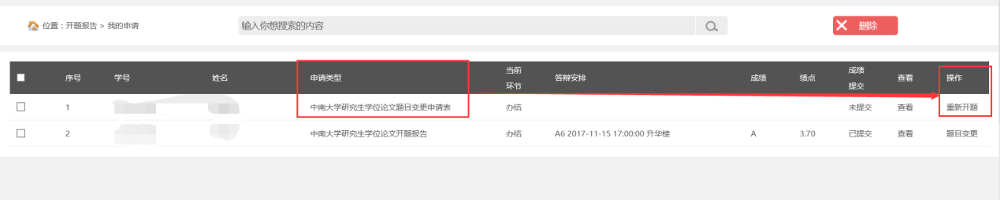 位置：开题报告 > 我的申请 输入你想搜索的内容 删除
序号 学号 姓名 申请类型 当前环节 答辩安排 成绩 绩点 成绩提交 查看 操作
1 中南大学研究生学位论文题目变更申请表 办结 未提交 查看 重新开题
2 中南大学研究生学位论文开题报告 办结 A6 2017-11-15 17:00:00 升华楼 A 3.70 已提交 查看 题目变更